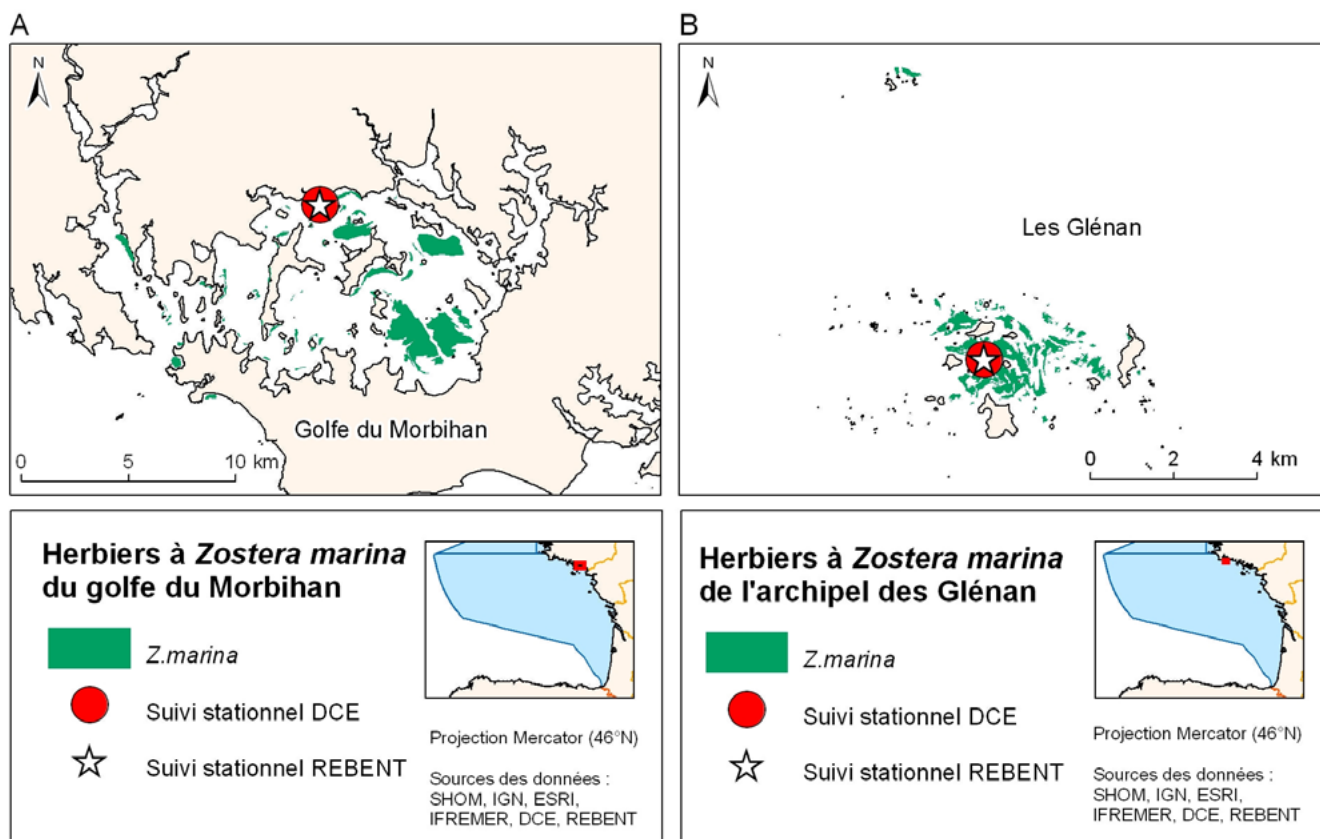 A
N
Golfe du Morbihan
0 5 10 km
B
N
Les Glénan
0 2 4 km
Herbiers à Zostera marina
du golfe du Morbihan
Z.marina
Suivi stationnel DCE
Suivi stationnel REBENT
Projection Mercator (46°N)
Sources des données :
SHOM, IGN, ESRI,
IFREMER, DCE, REBENT
Herbiers à Zostera marina
de l'archipel des Glénan
Z.marina
Suivi stationnel DCE
Suivi stationnel REBENT
Projection Mercator (46°N)
Sources des données :
SHOM, IGN, ESRI,
IFREMER, DCE, REBENT